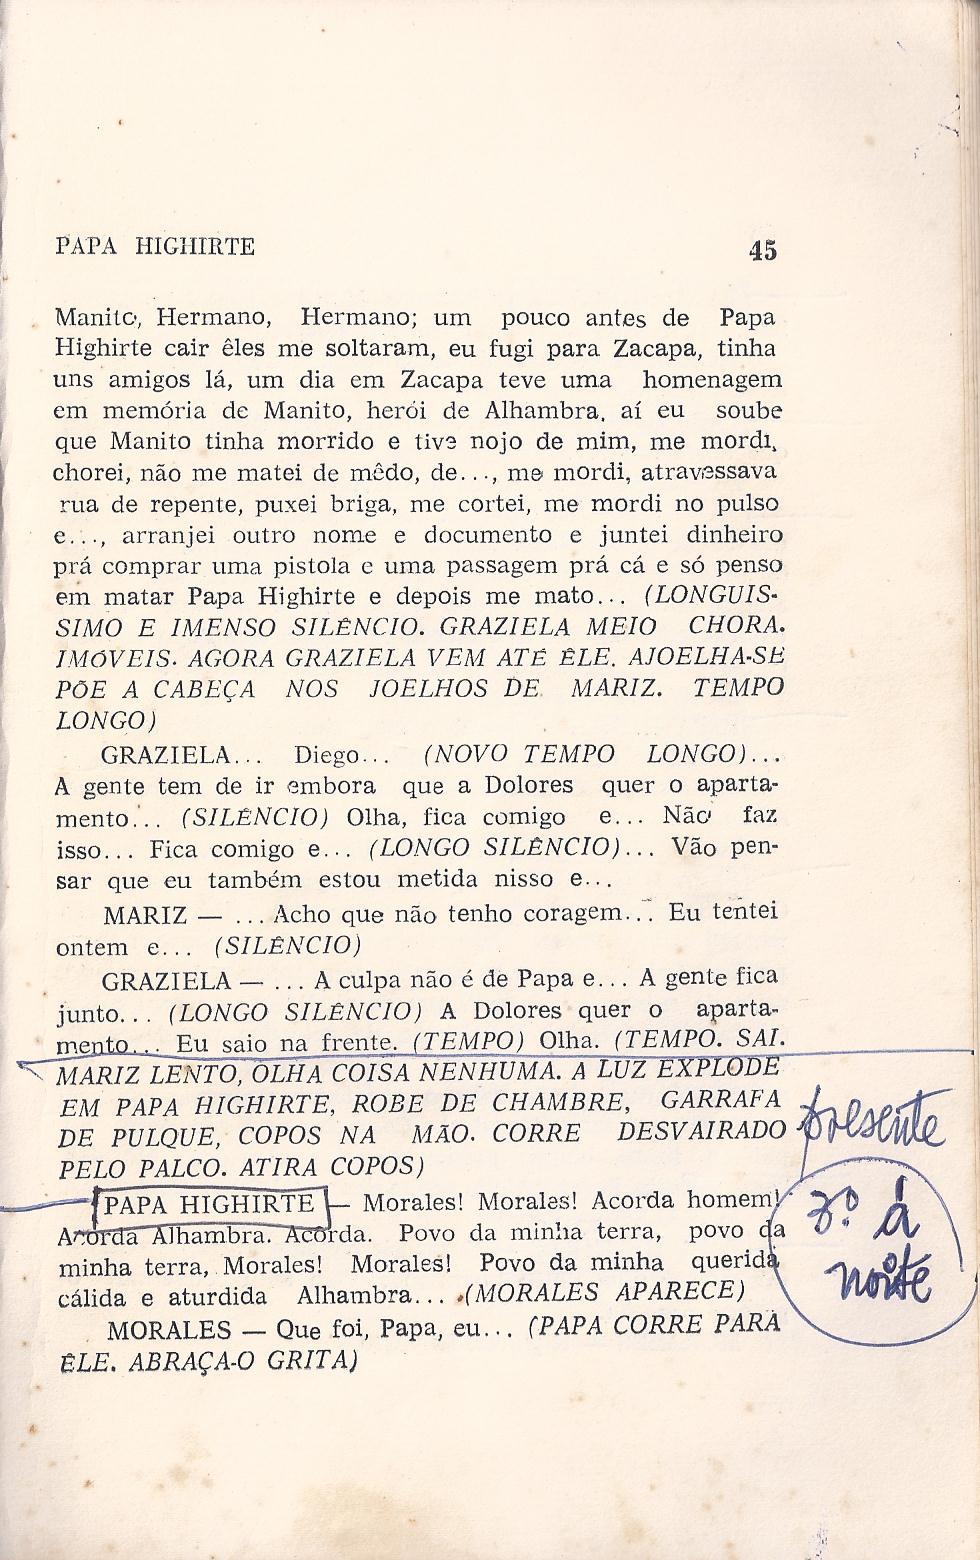 PAPA HIGHIRTE 45
Manito, Hermano, Hermano; um pouco antes de Papa
Highirte cair êles me soltaram, eu fugi para Zacapa, tinha
uns amigos lá, um dia em Zacapa teve uma homenagem
em memória de Manito, herói de Alhambra, aí eu soube
que Manito tinha morrido e tive nojo de mim, me mordi,
chorei, não me matei de mêdo, de..., me mordi, atravessava
rua de repente, puxei briga, me cortei, me mordi no pulso
e..., arranjei outro nome e documento e juntei dinheiro
prá comprar uma pistola e uma passagem prá cá e só penso
em matar Papa Highirte e depois me mato... (LONGUIS-
SIMO E IMENSO SILÊNCIO. GRAZIELA MEIO CHORA.
IMÓVEIS. AGORA GRAZIELA VEM ATÉ ÊLE. AJOELHA-SE
PÕE A CABEÇA NOS JOELHOS DE MARIZ. TEMPO
LONGO)
GRAZIELA... Diego... (NOVO TEMPO LONGO)...
A gente tem de ir embora que a Dolores quer o aparta-
mento... (SILÊNCIO) Olha, fica comigo e... Não faz
isso... Fica comigo e... (LONGO SILÊNCIO)... Vão pen-
sar que eu também estou metida nisso e...
MARIZ — ...Acho que não tenho coragem... Eu tentei
ontem e... (SILÊNCIO)
GRAZIELA — ... A culpa não é de Papa e... A gente fica
junto... (LONGO SILÊNCIO) A Dolores quer o aparta-
mento... Eu saio na frente. (TEMPO) Olha. (TEMPO. SAI.
MARIZ LENTO, OLHA COISA NENHUMA. A LUZ EXPLODE
EM PAPA HIGHIRTE, ROBE DE CHAMBRE, GARRAFA
DE PULQUE, COPOS NA MÃO. CORRE DESVAIRADO
PELO PALCO. ATIRA COPOS)
presente
PAPA HIGHIRTE — Morales! Morales! Acorda homem!
Acorda Alhambra. Acorda. Povo da minha terra, povo da
minha terra, Morales! Morales! Povo da minha querida
cálida e aturdida Alhambra... (MORALES APARECE)
3º à
noite
MORALES — Que foi, Papa, eu... (PAPA CORRE PARA
ÊLE. ABRAÇA-O GRITA)